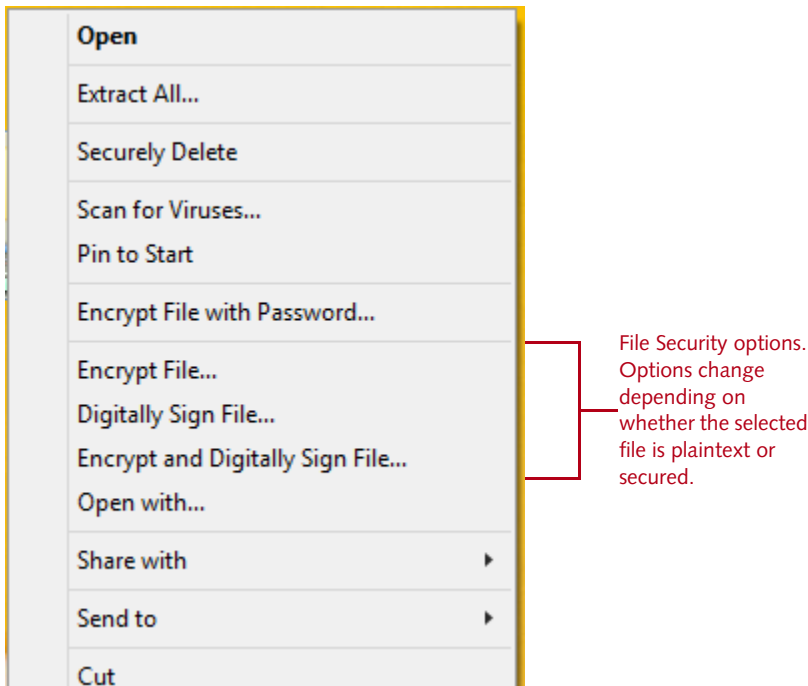 Open
Extract All...
Securely Delete
Scan for Viruses...
Pin to Start
Encrypt File with Password...
Encrypt File...
Digitally Sign File...
Encrypt and Digitally Sign File...
Open with...
Share with
Send to
Cut
File Security options.
Options change
depending on
whether the selected
file is plaintext or
secured.